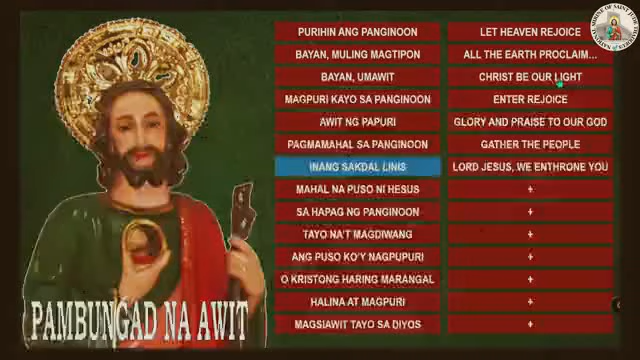 PURIHIN ANG PANGINOON
BAYAN, MULING MAGTIPON
BAYAN, UMAWIT
MAGPURI KAYO SA PANGINOON
AWIT NG PAPURI
PAGMAMAHAL SA PANGINOON
INANG SAKDAL LINIS
MAHAL NA PUSO NI HESUS
SA HAPAG NG PANGINOON
TAYO NA'T MAGDIWANG
ANG PUSO KO'Y NAGPUPURI
O KRISTONG HARING MARANGAL
HALINA AT MAGPURI
MAGSIAWIT TAYO SA DIYOS
LET HEAVEN REJOICE
ALL THE EARTH PROCLAIM...
CHRIST BE OUR LIGHT
ENTER REJOICE
GLORY AND PRAISE TO OUR GOD
GATHER THE PEOPLE
LORD JESUS, WE ENTHRONE YOU
+
+
+
+
+
+
+
PAMBUNGAD NA AWIT